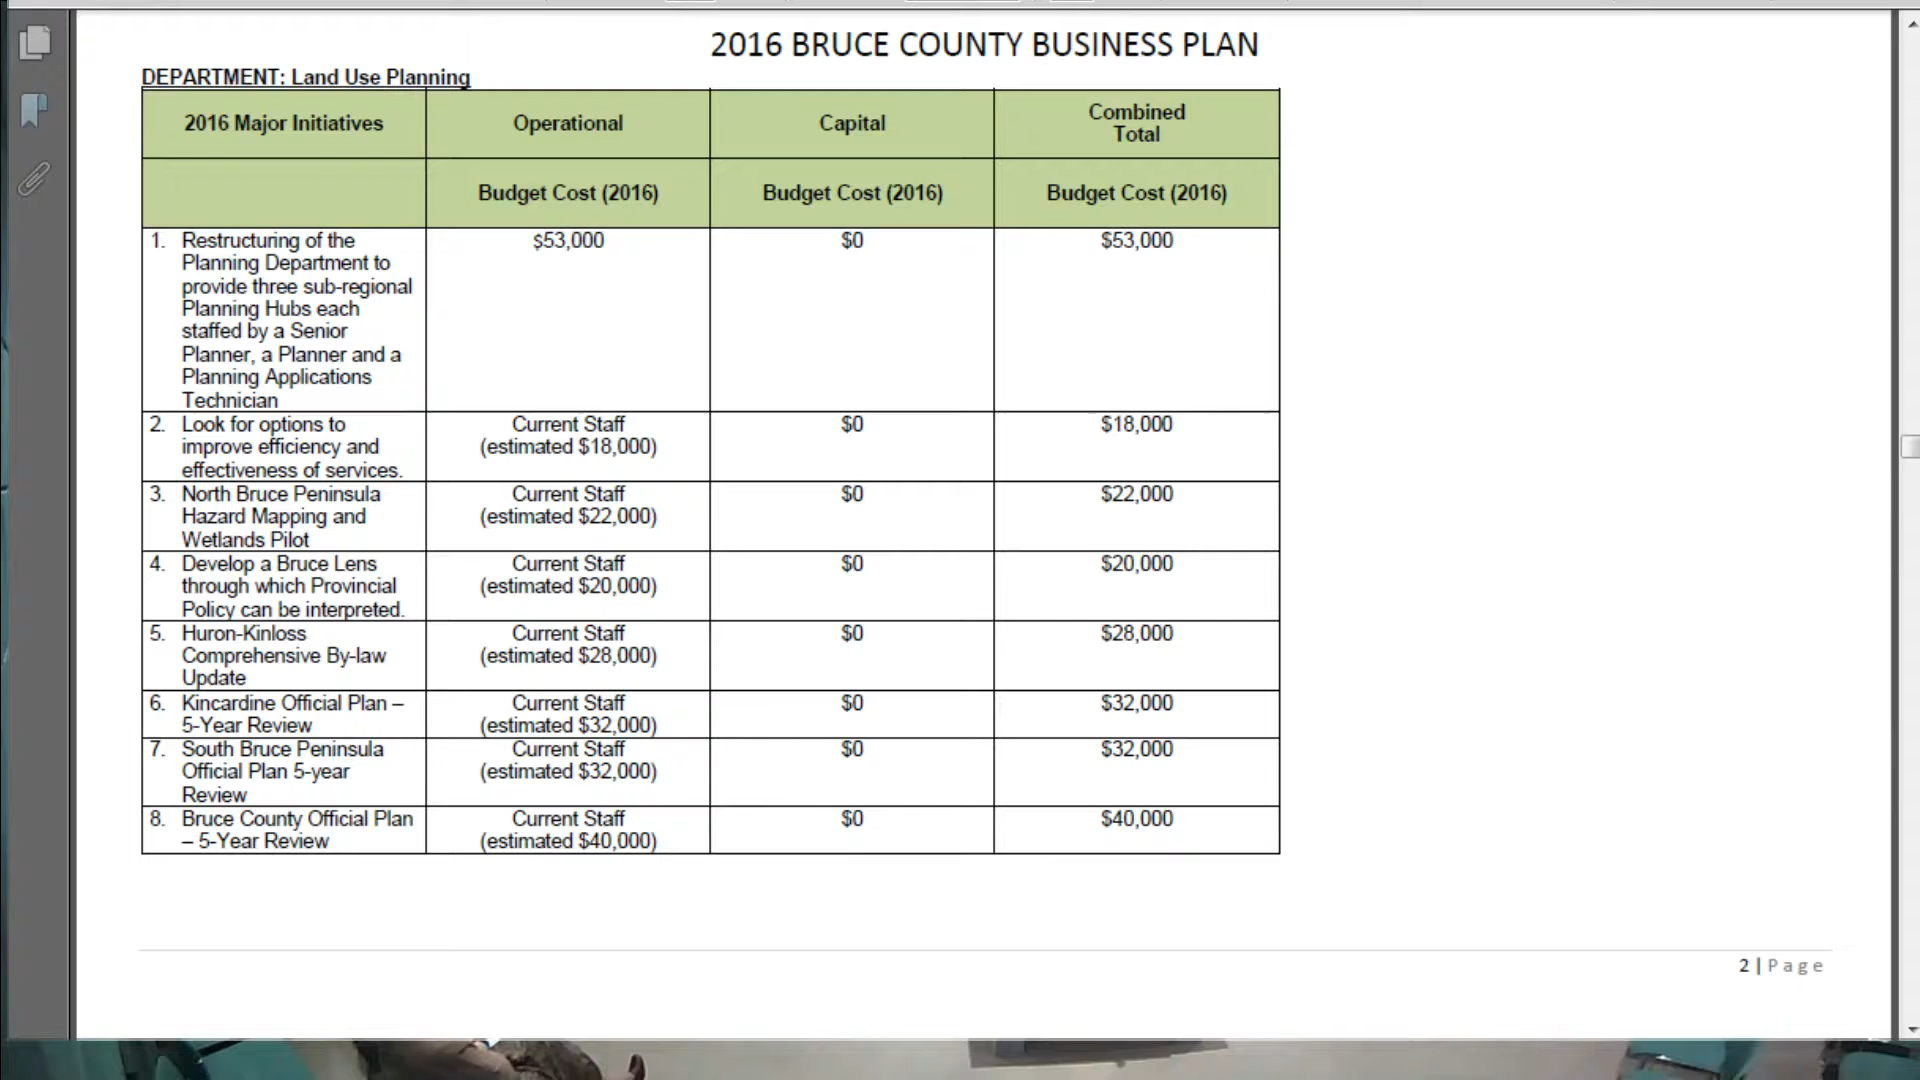 2016 BRUCE COUNTY BUSINESS PLAN
DEPARTMENT: Land Use Planning
2016 Major Initiatives
Operational
Capital
Combined
Total
Budget Cost (2016)
Budget Cost (2016)
Budget Cost (2016)
1. Restructuring of the
Planning Department to
provide three sub-regional
Planning Hubs each
staffed by a Senior
Planner, a Planner and a
Planning Applications
Technician
$53,000
$0
$53,000
2. Look for options to
improve efficiency and
effectiveness of services.
Current Staff
(estimated $18,000)
$0
$18,000
3. North Bruce Peninsula
Hazard Mapping and
Wetlands Pilot
Current Staff
(estimated $22,000)
$0
$22,000
4. Develop a Bruce Lens
through which Provincial
Policy can be interpreted.
Current Staff
(estimated $20,000)
$0
$20,000
5. Huron-Kinloss
Comprehensive By-law
Update
Current Staff
(estimated $28,000)
$0
$28,000
6. Kincardine Official Plan –
5-Year Review
Current Staff
(estimated $32,000)
$0
$32,000
7. South Bruce Peninsula
Official Plan 5-year
Review
Current Staff
(estimated $32,000)
$0
$32,000
8. Bruce County Official Plan
– 5-Year Review
Current Staff
(estimated $40,000)
$0
$40,000
2 | Page